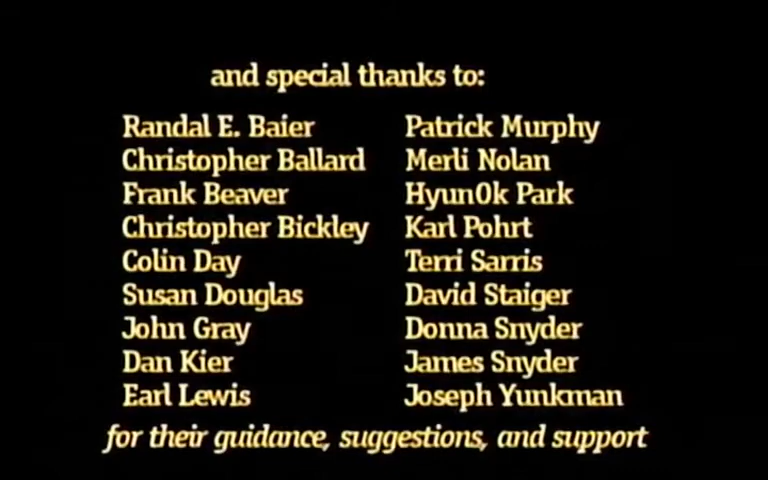 and special thanks to:
Randal E. Baier
Christopher Ballard
Frank Beaver
Christopher Bickley
Colin Day
Susan Douglas
John Gray
Dan Kier
Earl Lewis
Patrick Murphy
Merli Nolan
HyunOk Park
Karl Pohrt
Terri Sarris
David Staiger
Donna Snyder
James Snyder
Joseph Yunkman
for their guidance, suggestions, and support